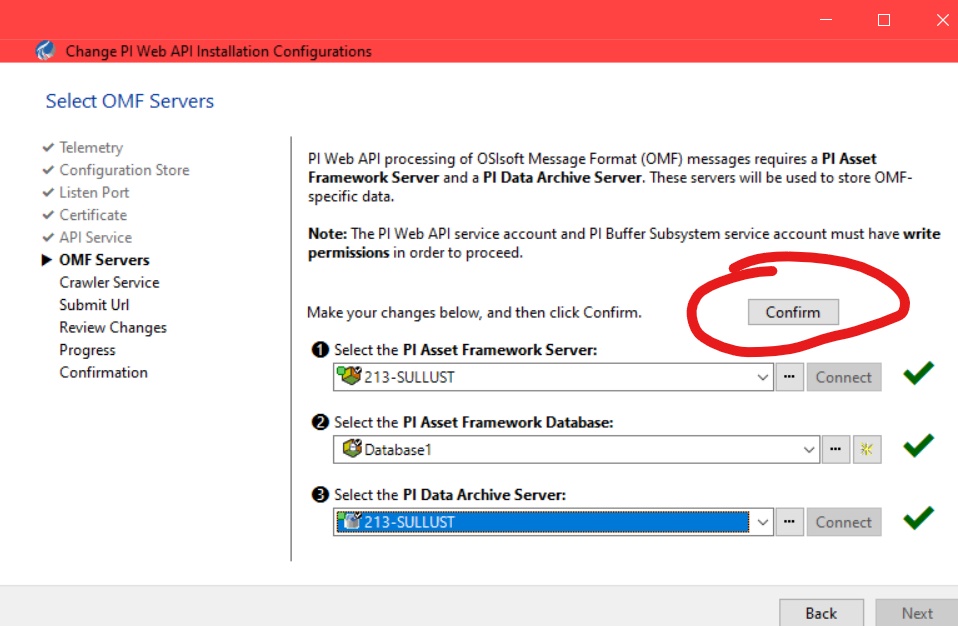 Change PI Web API Installation Configurations
Select OMF Servers
Telemetry
Configuration Store
Listen Port
Certificate
API Service
OMF Servers
Crawler Service
Submit Url
Review Changes
Progress
Confirmation
PI Web API processing of OSIsoft Message Format (OMF) messages requires a PI Asset
Framework Server and a PI Data Archive Server. These servers will be used to store OMF-
specific data.
Note: The PI Web API service account and PI Buffer Subsystem service account must have write
permissions in order to proceed.
Make your changes below, and then click Confirm.
Confirm
1 Select the PI Asset Framework Server:
213-SULLUST ... Connect
2 Select the PI Asset Framework Database:
Database1 ...
3 Select the PI Data Archive Server:
213-SULLUST ... Connect
Back Next